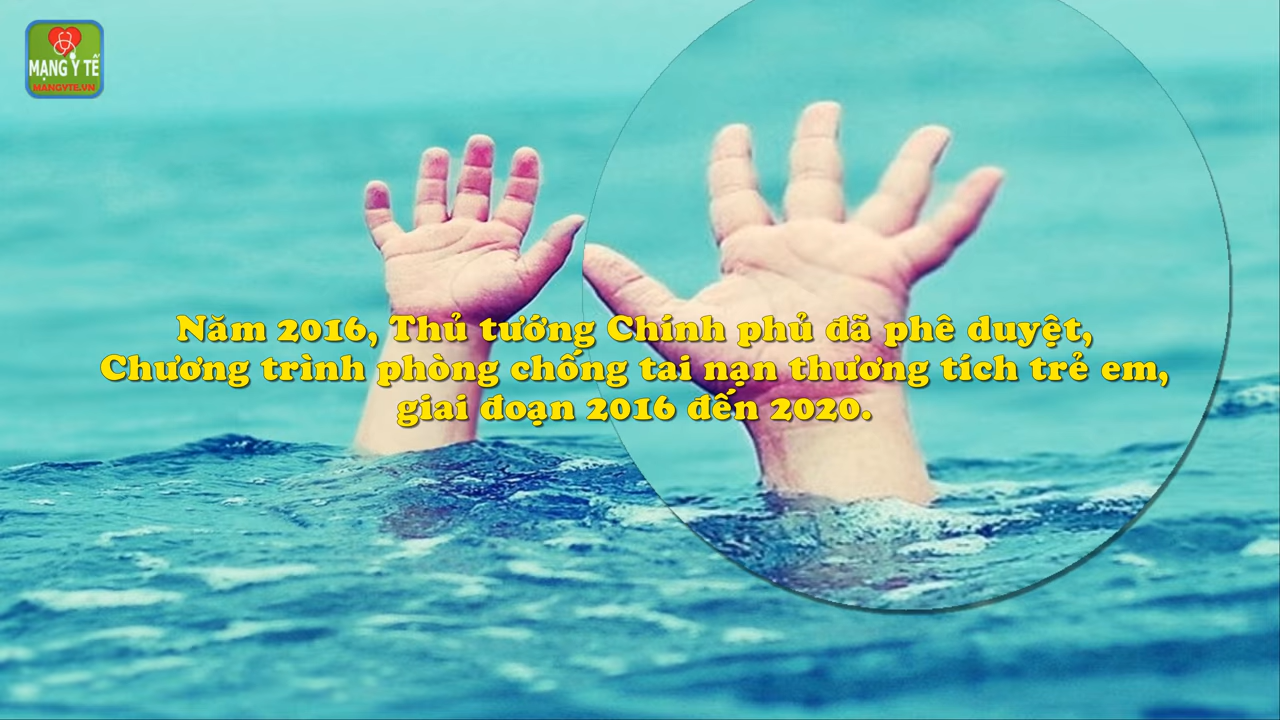 MẠNG Y TẾ
MANGYTE.VN
Năm 2016, Thủ tướng Chính phủ đã phê duyệt,
Chương trình phòng chống tai nạn thương tích trẻ em,
giai đoạn 2016 đến 2020.